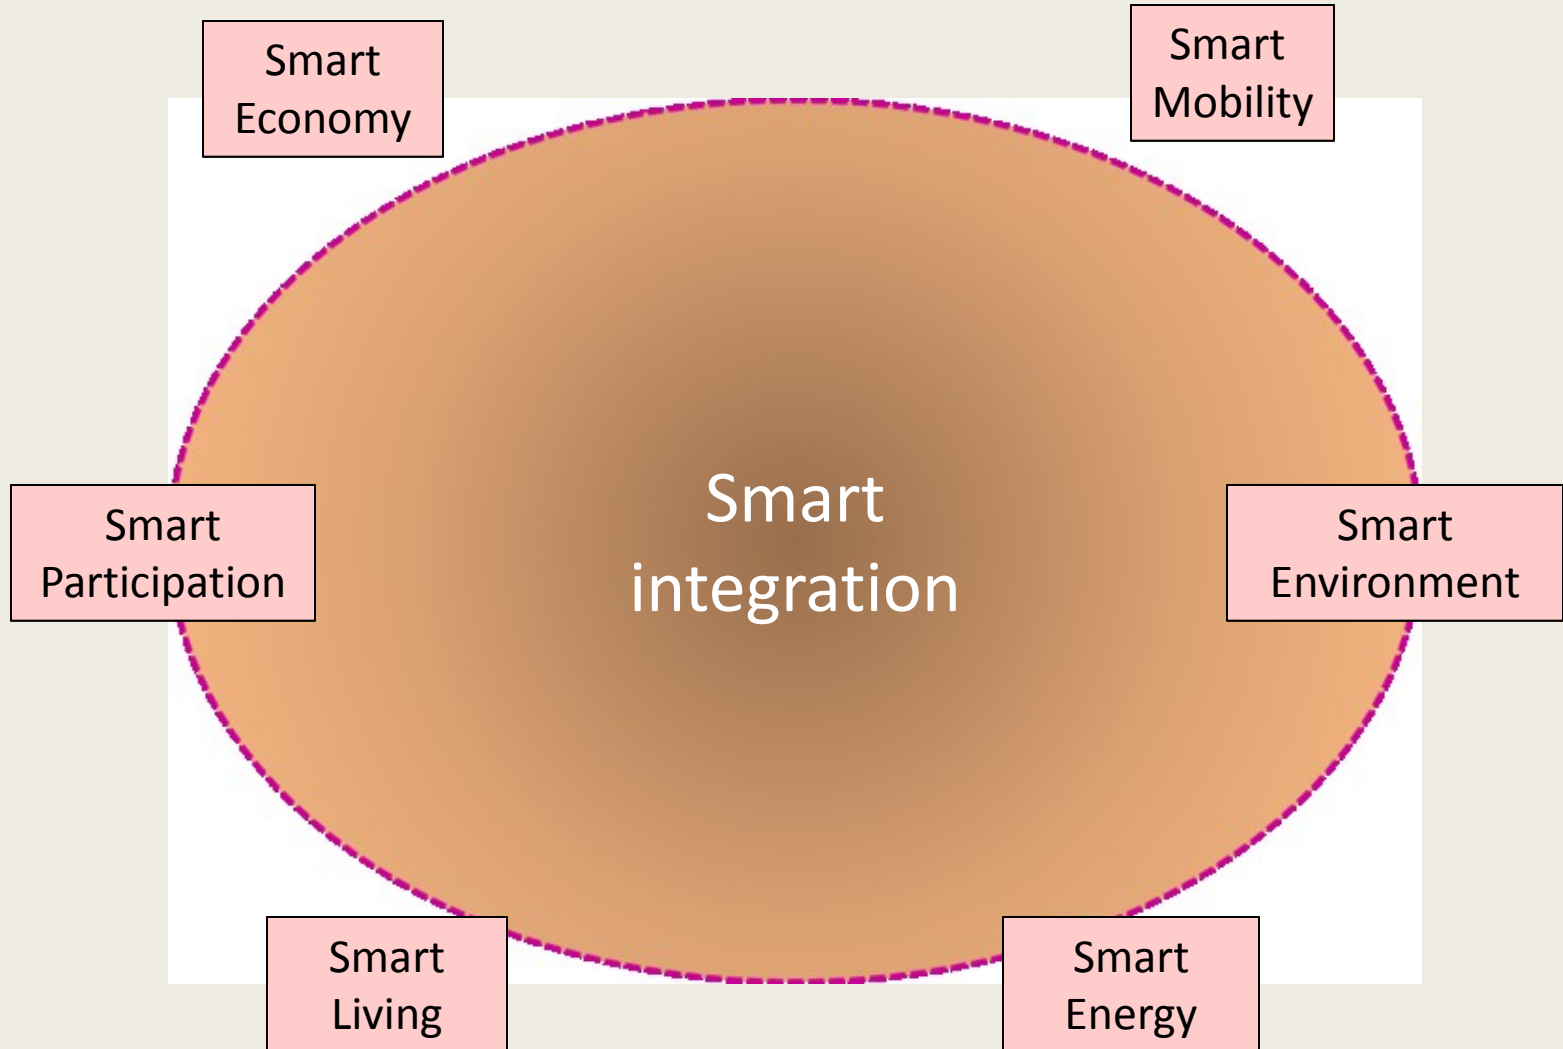 Smart
Economy
Smart
Mobility
Smart
Participation
Smart
integration
Smart
Environment
Smart
Living
Smart
Energy